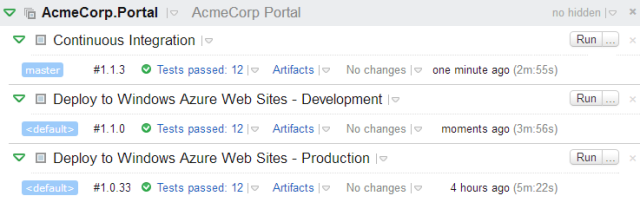 AcmeCorp.Portal | AcmeCorp Portal no hidden |
Continuous Integration | Run ...
master #1.1.3 Tests passed: 12 | Artifacts | No changes | one minute ago (2m:55s)
Deploy to Windows Azure Web Sites - Development | Run ...
<default> #1.1.0 Tests passed: 12 | Artifacts | No changes | moments ago (3m:56s)
Deploy to Windows Azure Web Sites - Production | Run ...
<default> #1.0.33 Tests passed: 12 | Artifacts | No changes | 4 hours ago (5m:22s)